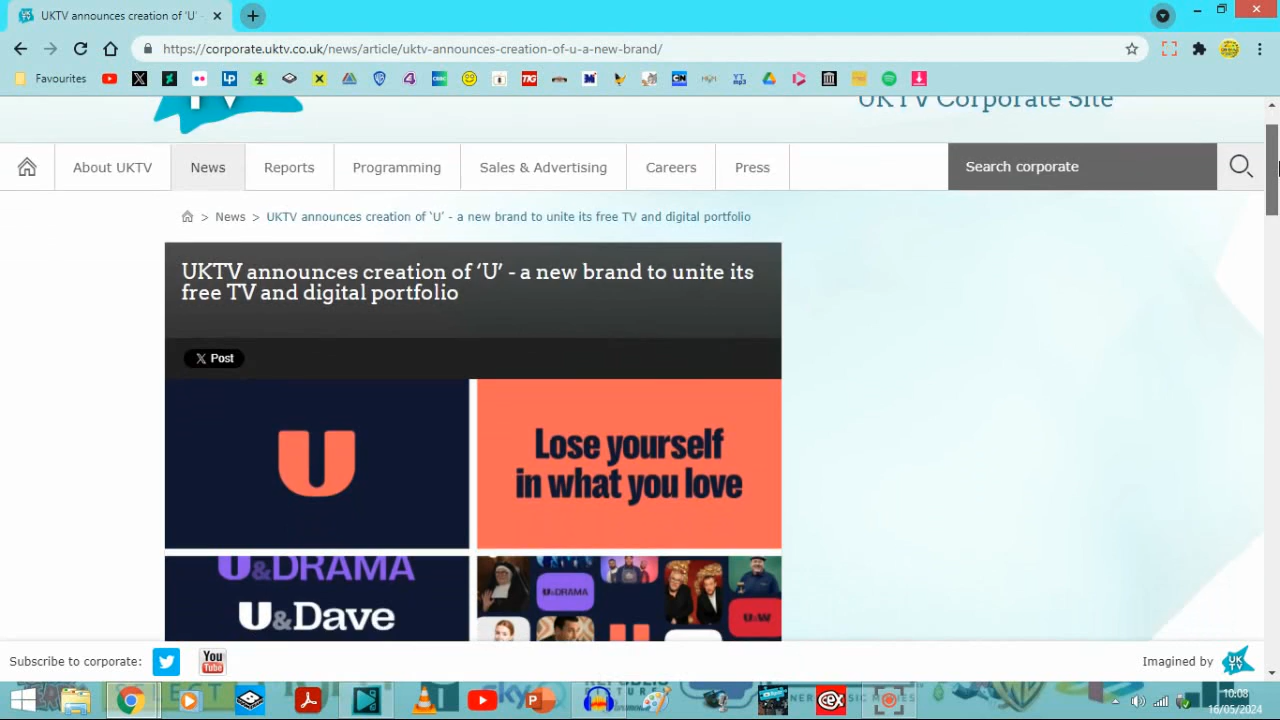 UKTV announces creation of ‘U’ -
https://corporate.uktv.co.uk/news/article/uktv-announces-creation-of-u-a-new-brand/
Favourites
UKTV Corporate Site
About UKTV
News
Reports
Programming
Sales & Advertising
Careers
Press
Search corporate
> News > UKTV announces creation of ‘U’ - a new brand to unite its free TV and digital portfolio
UKTV announces creation of ‘U’ - a new brand to unite its
free TV and digital portfolio
X Post
U
Lose yourself
in what you love
U&DRAMA
U&Dave
U&DRAMA
U&W
Subscribe to corporate:
You
Tube
Imagined by
UK
TV
sky
cex
10:08
16/05/2024